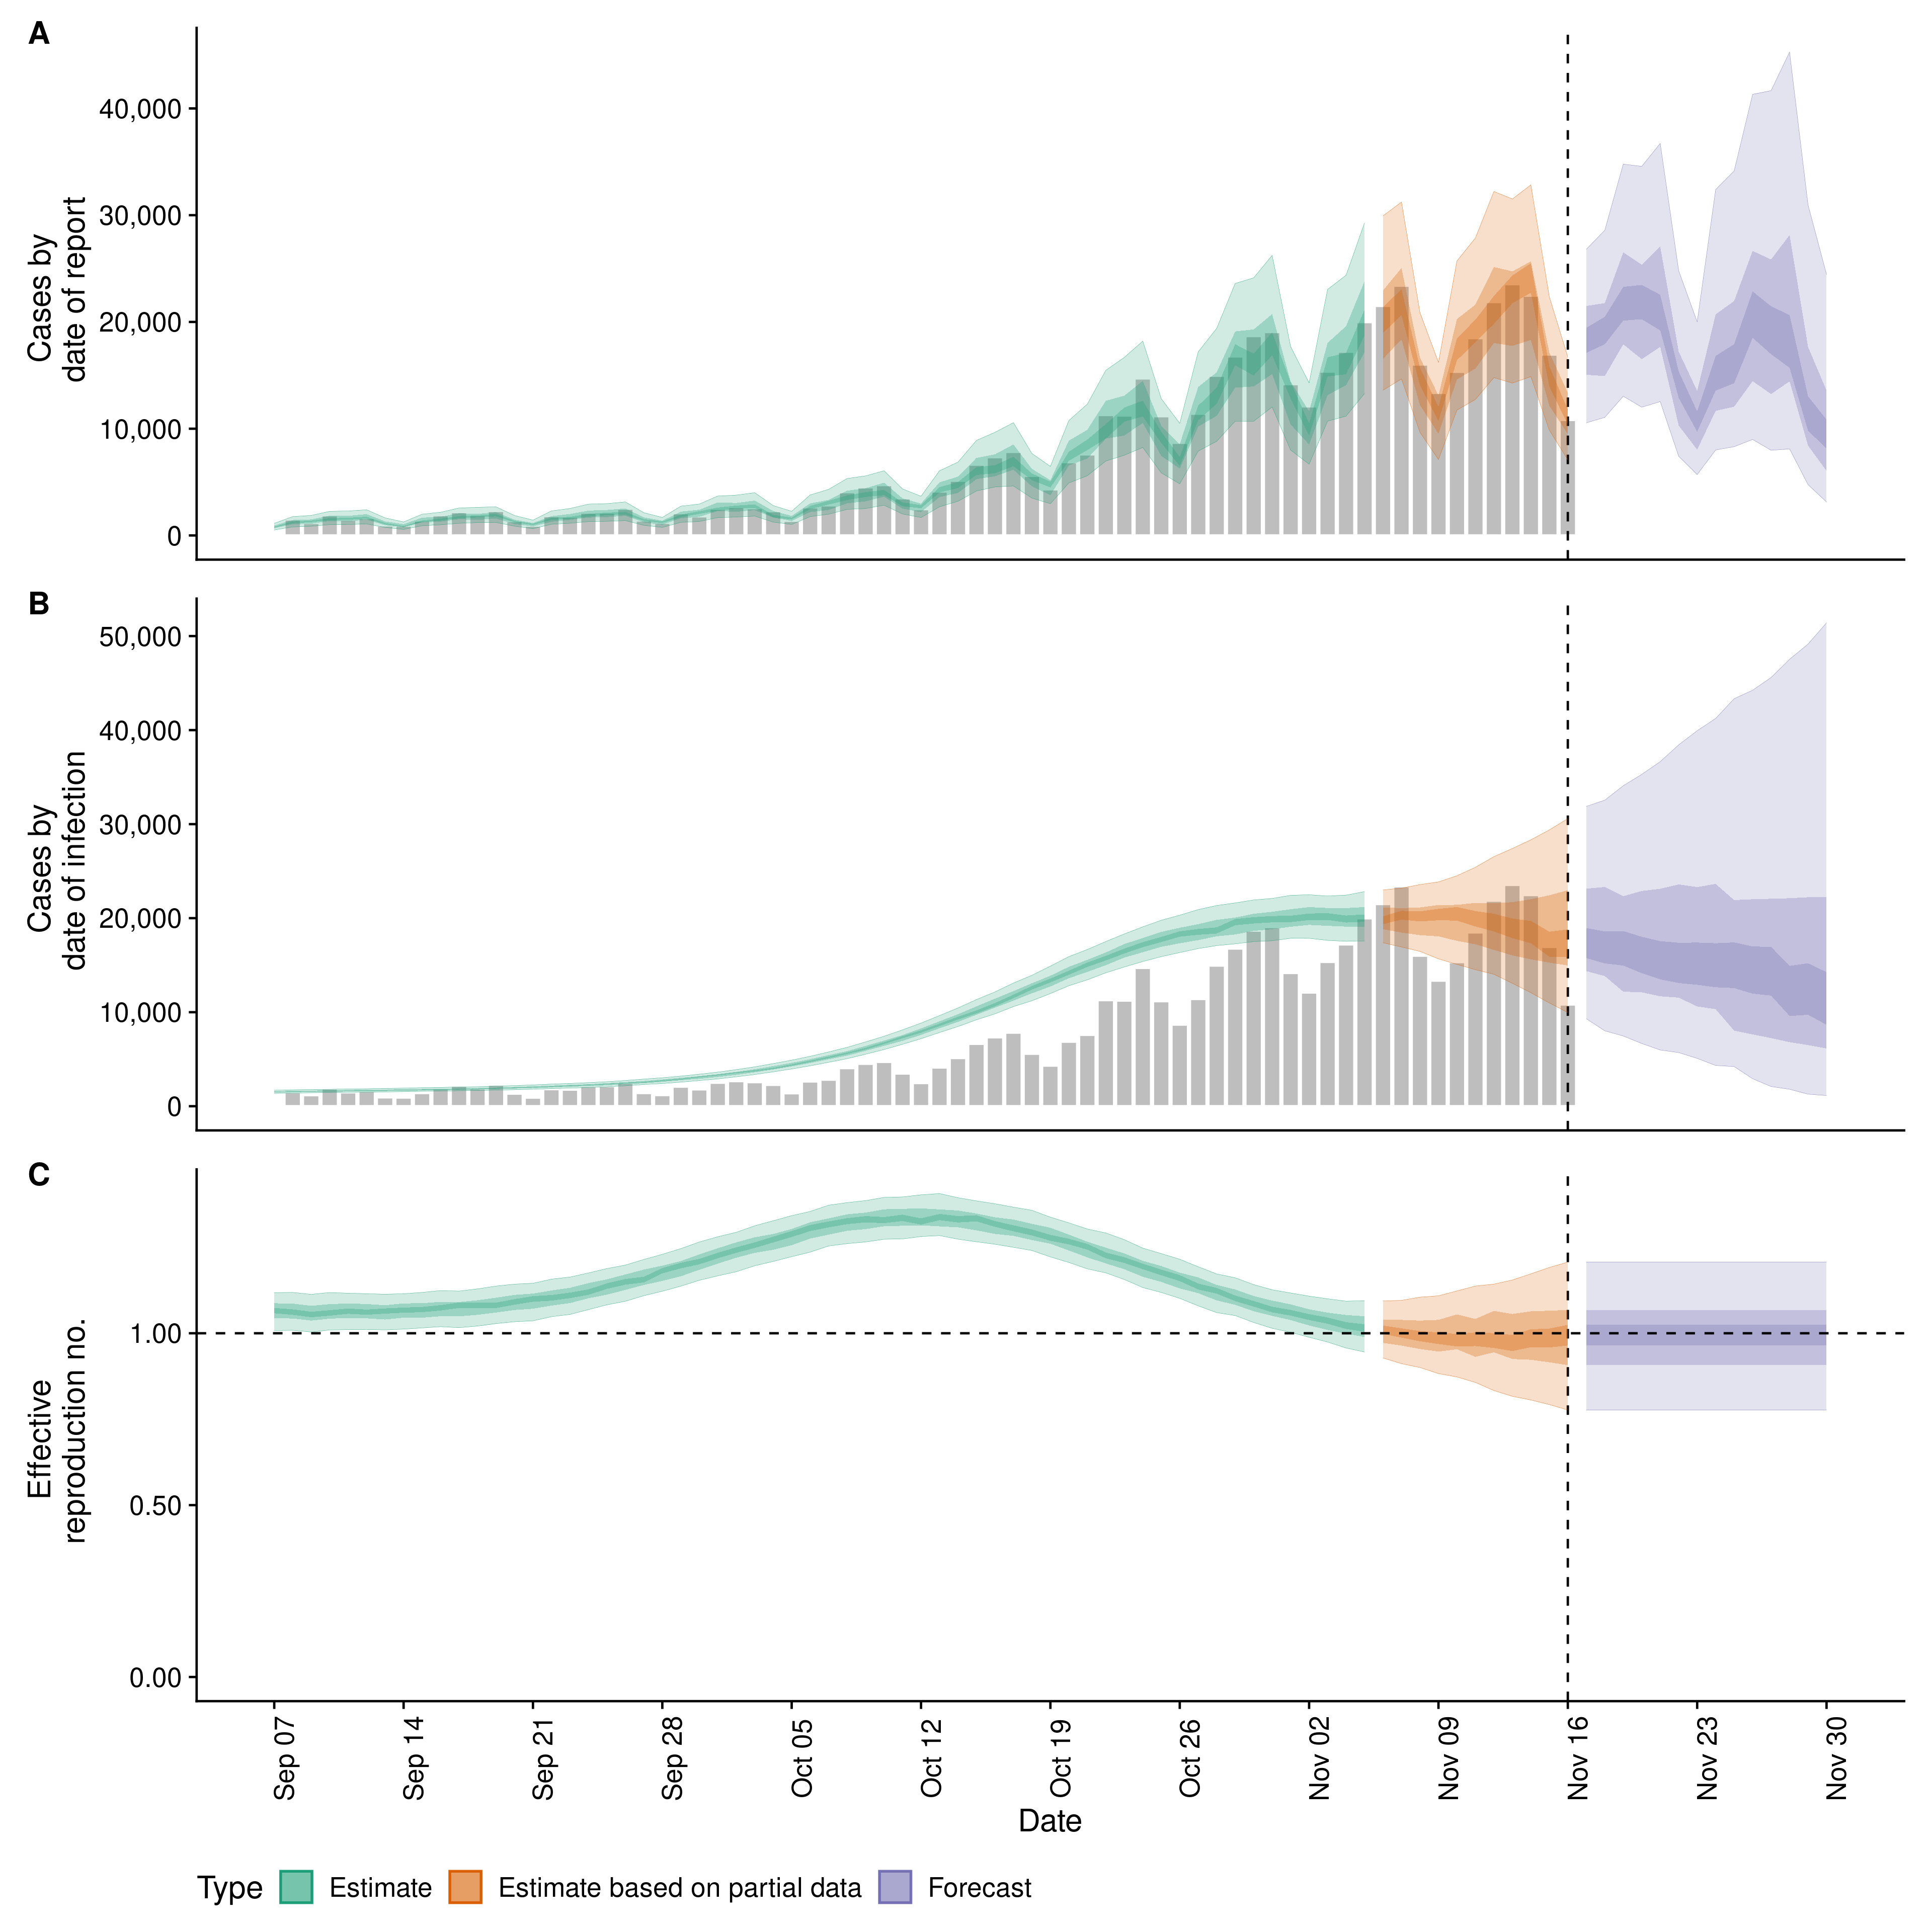 A
Cases by
date of report
40,000
30,000
20,000
10,000
0
B
Cases by
date of infection
50,000
40,000
30,000
20,000
10,000
0
C
Effective
reproduction no.
1.00
0.50
0.00
Sep 07
Sep 14
Sep 21
Sep 28
Oct 05
Oct 12
Oct 19
Oct 26
Nov 02
Nov 09
Nov 16
Nov 23
Nov 30
Date
Type Estimate Estimate based on partial data Forecast